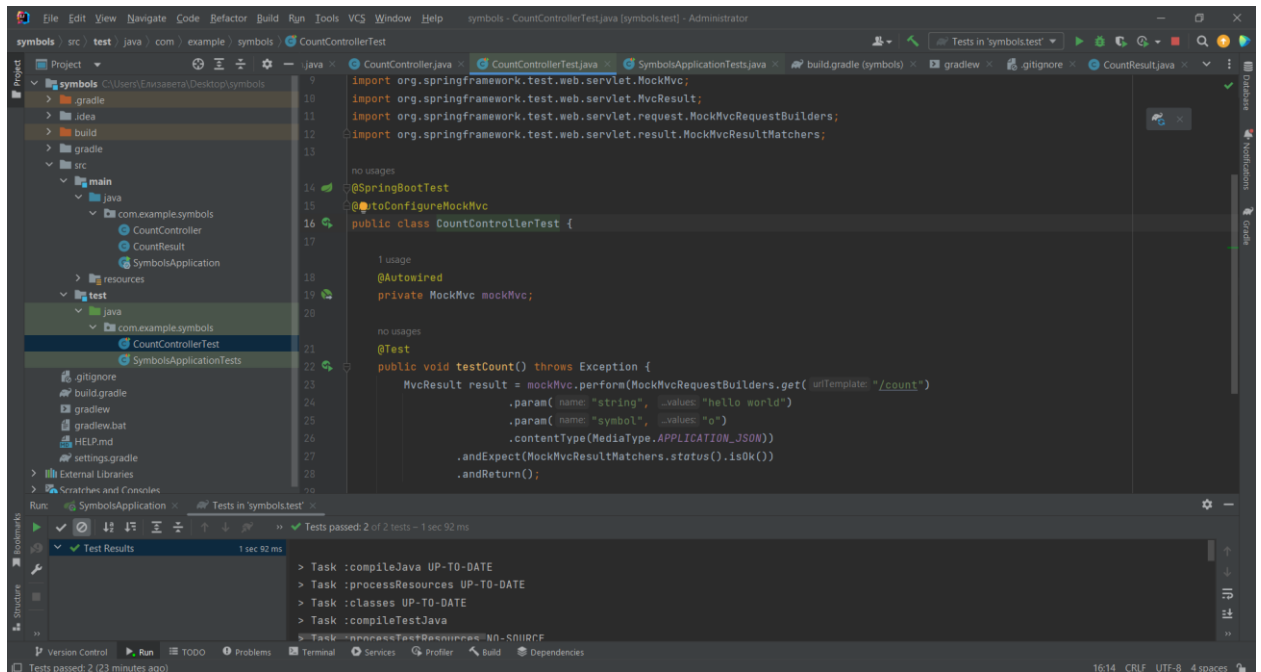 File Edit View Navigate Code Refactor Build Run Tools VCS Window Help symbols - CountControllerTest.java [symbols.test] - Administrator
symbols src test java com example symbols CountControllerTest Tests in 'symbols.test'
Project .java CountController.java CountControllerTest.java SymbolsApplicationTests.java build.gradle (symbols) gradlew .gitignore CountResult.java
Project
symbols C:\Users\Елизавета\Desktop\symbols
.gradle
.idea
build
gradle
src
main
java
com.example.symbols
CountController
CountResult
SymbolsApplication
resources
test
java
com.example.symbols
CountControllerTest
SymbolsApplicationTests
.gitignore
build.gradle
gradlew
gradlew.bat
HELP.md
settings.gradle
External Libraries
Scratches and Consoles
9 import org.springframework.test.web.servlet.MockMvc;
10 import org.springframework.test.web.servlet.MvcResult;
11 import org.springframework.test.web.servlet.request.MockMvcRequestBuilders;
12 import org.springframework.test.web.servlet.result.MockMvcResultMatchers;
13
no usages
14 @SpringBootTest
15 @AutoConfigureMockMvc
16 public class CountControllerTest {
17
1 usage
18 @Autowired
19 private MockMvc mockMvc;
20
no usages
21 @Test
22 public void testCount() throws Exception {
23 MvcResult result = mockMvc.perform(MockMvcRequestBuilders.get( urlTemplate: "/count")
24 .param( name: "string", ...values: "hello world")
25 .param( name: "symbol", ...values: "o")
26 .contentType(MediaType.APPLICATION_JSON))
27 .andExpect(MockMvcResultMatchers.status().isOk())
28 .andReturn();
29
Database
Notifications
Gradle
Run: SymbolsApplication Tests in 'symbols.test'
Tests passed: 2 of 2 tests – 1 sec 92 ms
Test Results 1 sec 92 ms
> Task :compileJava UP-TO-DATE
> Task :processResources UP-TO-DATE
> Task :classes UP-TO-DATE
> Task :compileTestJava
> Task :processTestResources NO-SOURCE
Bookmarks
Structure
Version Control Run TODO Problems Terminal Services Profiler Build Dependencies
Tests passed: 2 (23 minutes ago) 16:14 CRLF UTF-8 4 spaces